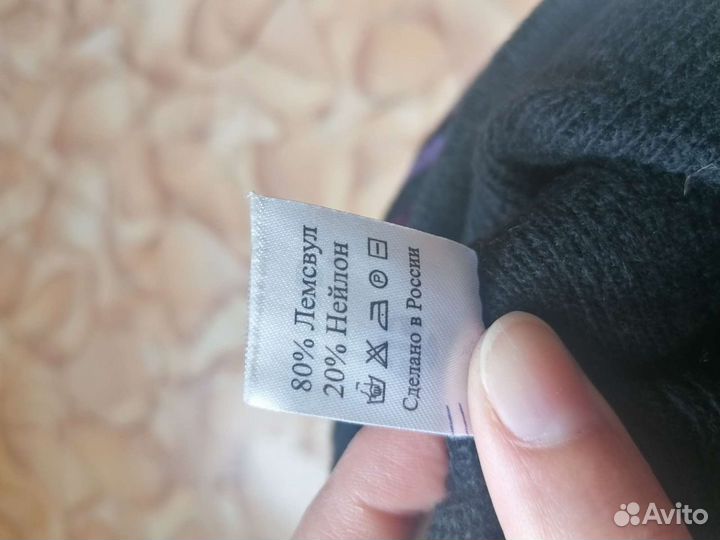 80% Лемсвул
20% Нейлон
Сделано в России
Avito